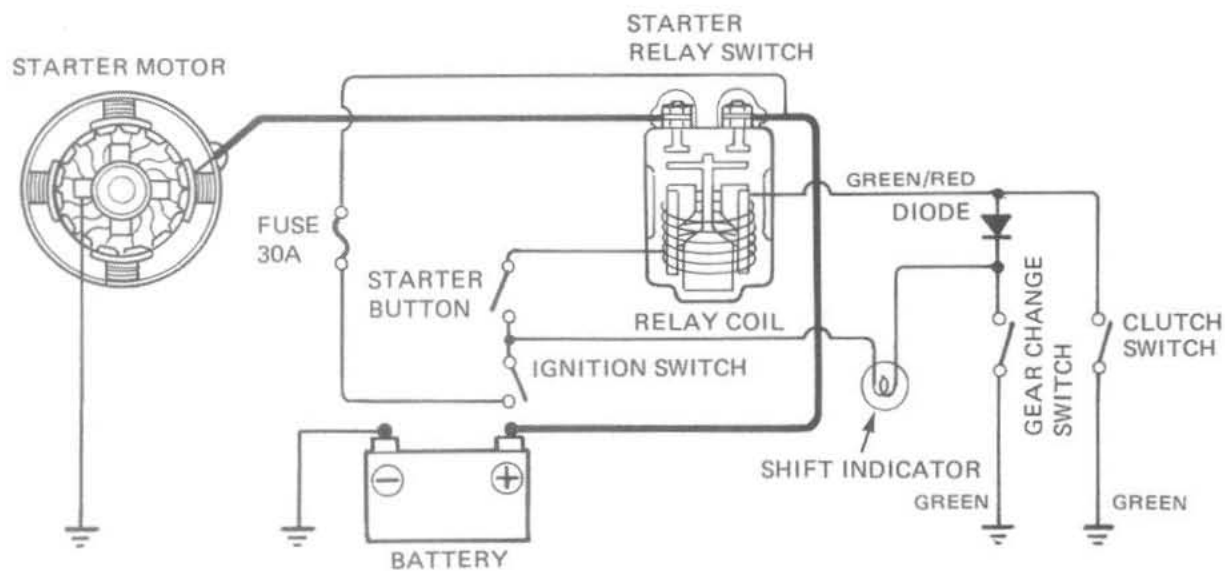 STARTER
RELAY SWITCH
STARTER MOTOR
GREEN/RED
DIODE
FUSE
30A
STARTER
BUTTON
RELAY COIL
IGNITION SWITCH
GEAR CHANGE
SWITCH
CLUTCH
SWITCH
SHIFT INDICATOR
−
+
GREEN
GREEN
BATTERY